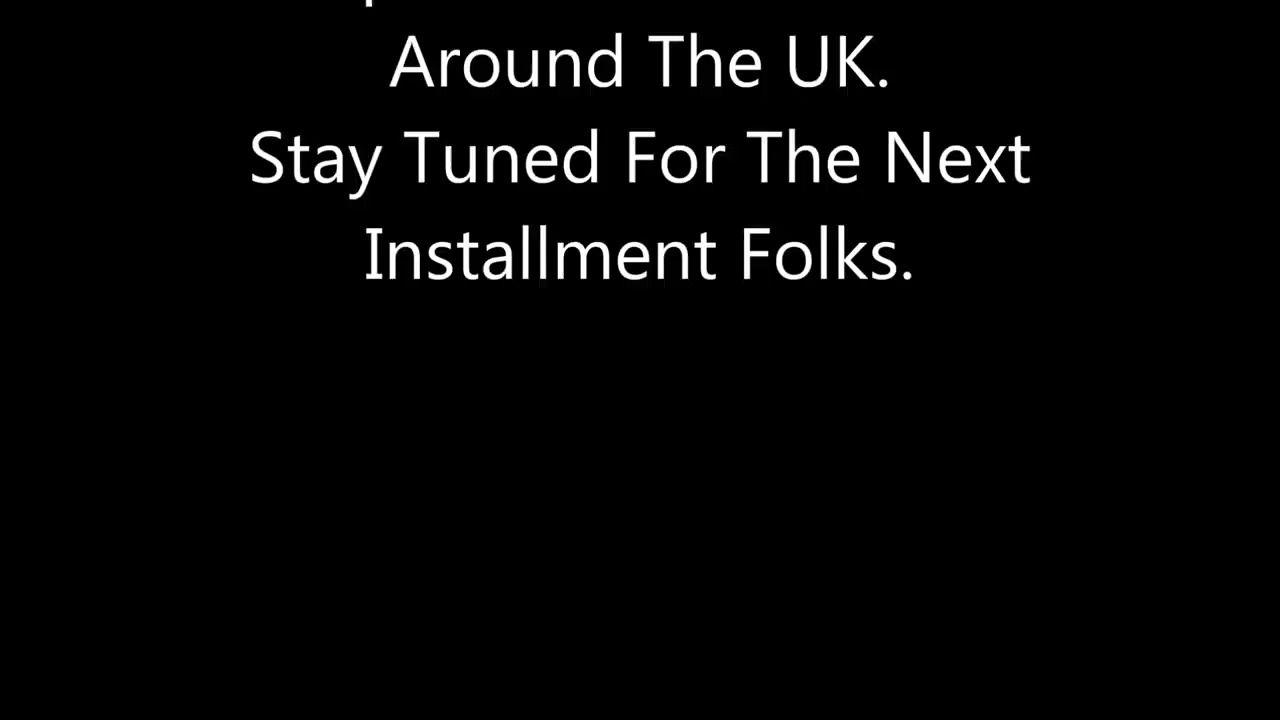 Around The UK.
Stay Tuned For The Next
Installment Folks.